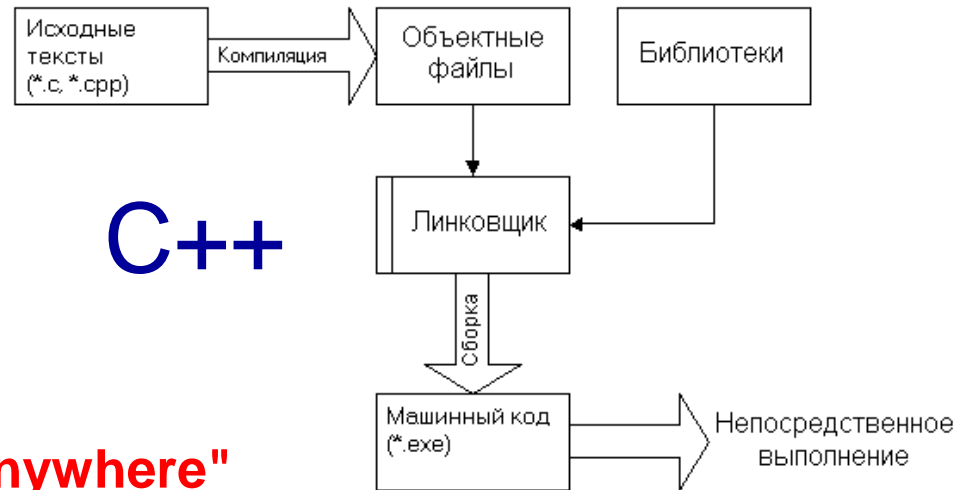 Исходные
тексты
(*.c, *.cpp)
Компиляция
Объектные
файлы
Библиотеки
C++
Линковщик
Сборка
Машинный код
(*.exe)
Непосредственное
выполнение
nywhere"